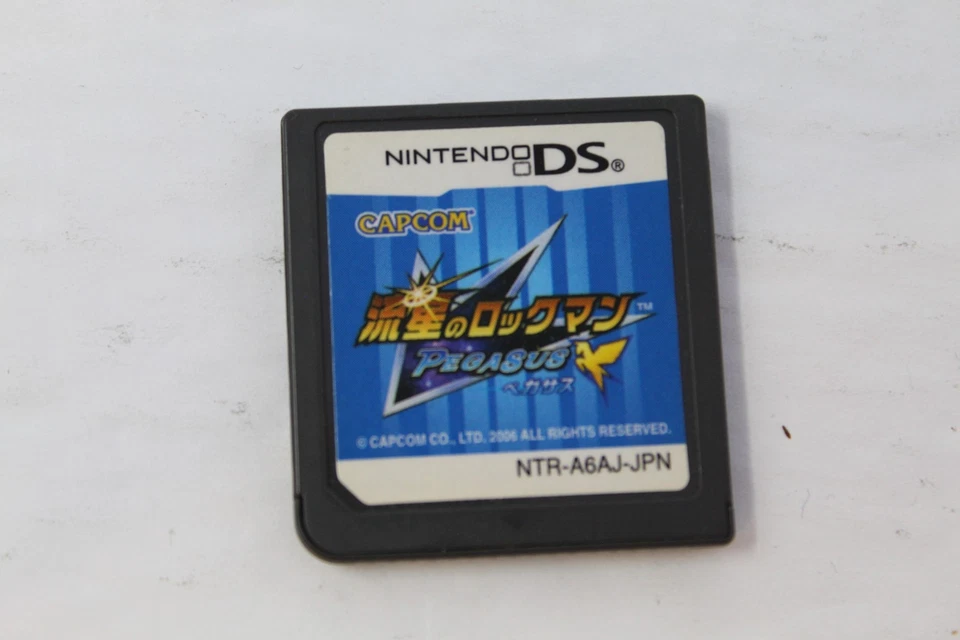 NINTENDO DS®
CAPCOM
流星のロックマン™
PEGASUS
ペガサス
© CAPCOM CO., LTD. 2006 ALL RIGHTS RESERVED.
NTR-A6AJ-JPN